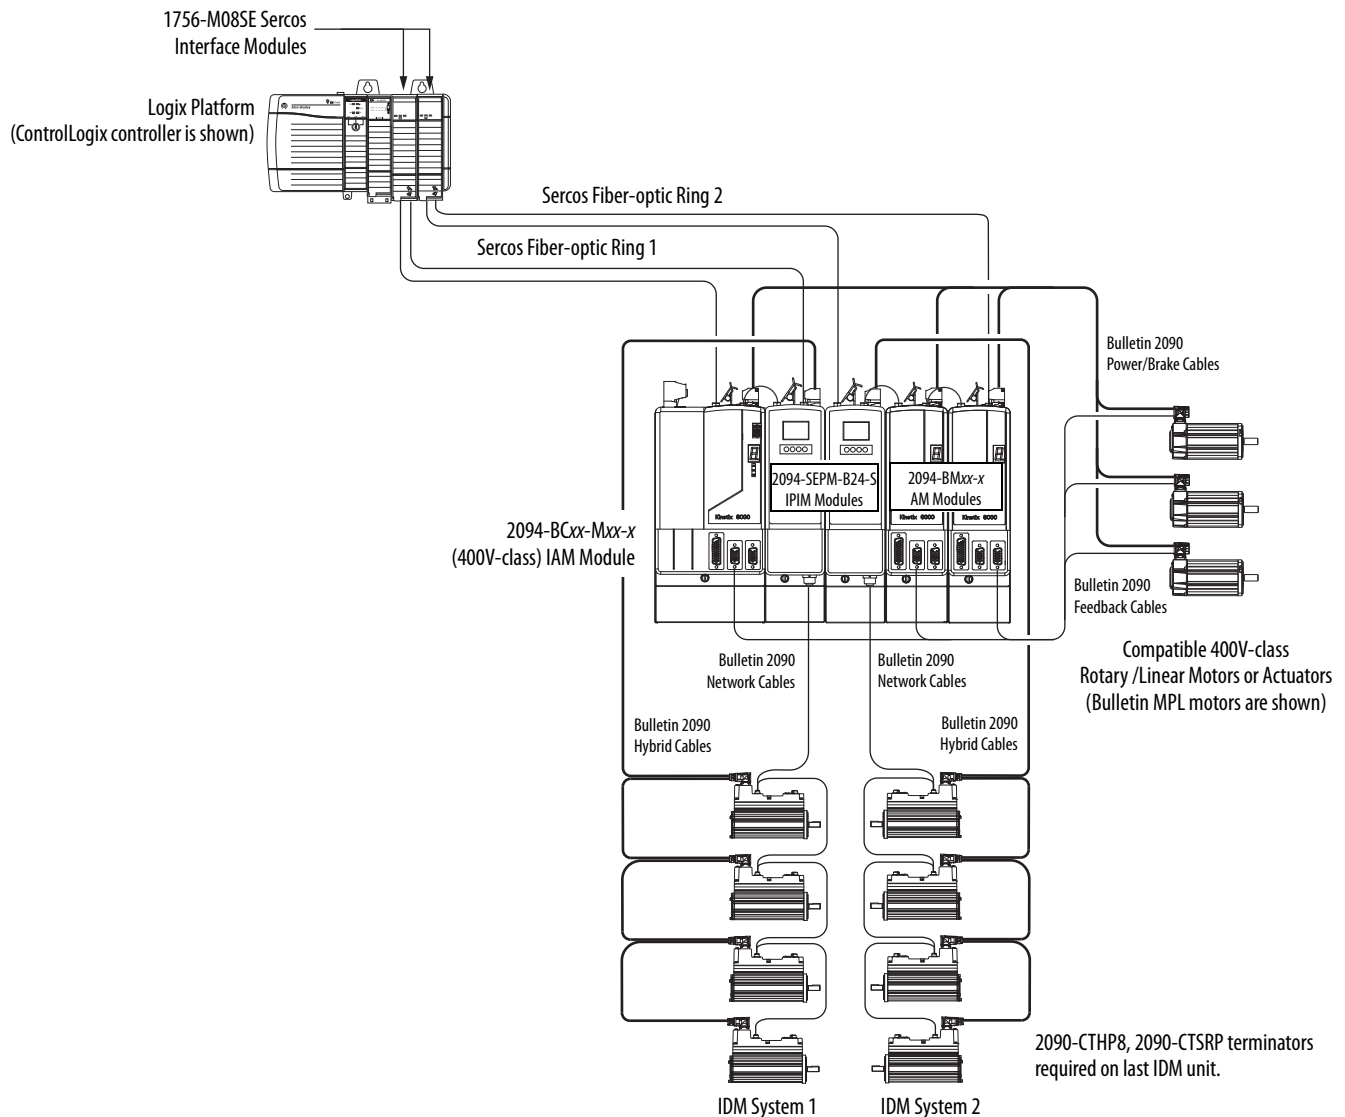 1756-M08SE Sercos
Interface Modules
Logix Platform
(ControlLogix controller is shown)
Sercos Fiber-optic Ring 2
Sercos Fiber-optic Ring 1
Bulletin 2090
Power/Brake Cables
2094-SEPM-B24-S
IPIM Modules
2094-BMxx-x
AM Modules
Kinetix 6000
Kinetix 6000
Kinetix 6000
2094-BCxx-Mxx-x
(400V-class) IAM Module
Bulletin 2090
Feedback Cables
Compatible 400V-class
Rotary /Linear Motors or Actuators
(Bulletin MPL motors are shown)
Bulletin 2090
Network Cables
Bulletin 2090
Network Cables
Bulletin 2090
Hybrid Cables
Bulletin 2090
Hybrid Cables
2090-CTHP8, 2090-CTSRP terminators
required on last IDM unit.
IDM System 1
IDM System 2